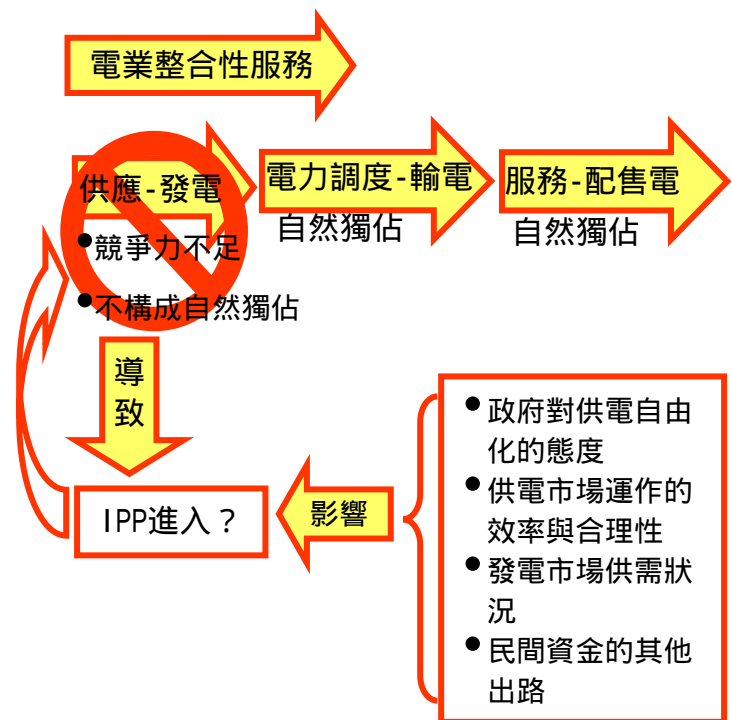 電業整合性服務
供應-發電
●競爭力不足
●不構成自然獨佔
電力調度-輸電
自然獨佔
服務-配售電
自然獨佔
導
致
IPP進入？
影響
●政府對供電自由
化的態度
●供電市場運作的
效率與合理性
●發電市場供需狀
況
●民間資金的其他
出路